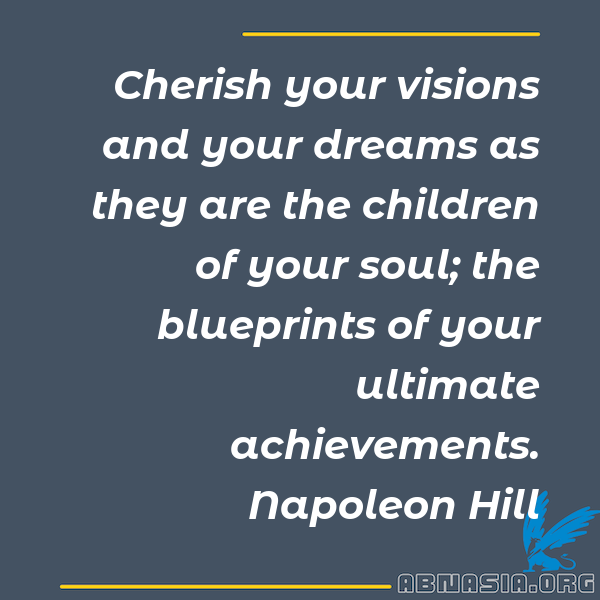 Cherish your visions
and your dreams as
they are the children
of your soul; the
blueprints of your
ultimate
achievements.
Napoleon Hill
ABNASIA.ORG